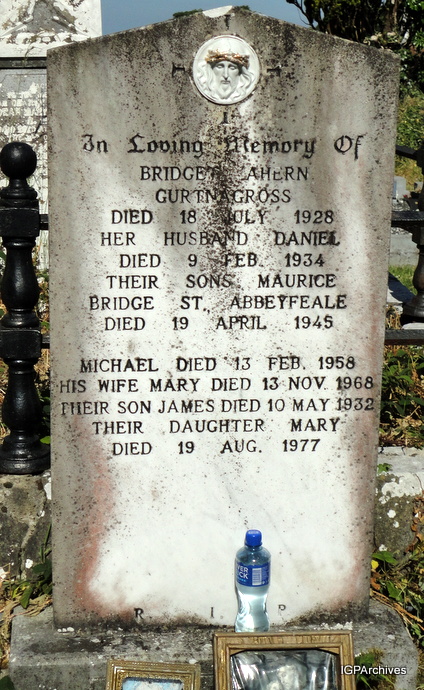 I
In Loving Memory Of
BRIDGET AHERN
GURTNAGROSS
DIED 18 JULY 1928
HER HUSBAND DANIEL
DIED 9 FEB. 1934
THEIR SONS MAURICE
BRIDGE ST., ABBEYFEALE
DIED 19 APRIL 1945
MICHAEL DIED 13 FEB. 1958
HIS WIFE MARY DIED 13 NOV. 1968
THEIR SON JAMES DIED 10 MAY 1932
THEIR DAUGHTER MARY
DIED 19 AUG. 1977
R I P
IGPArchives